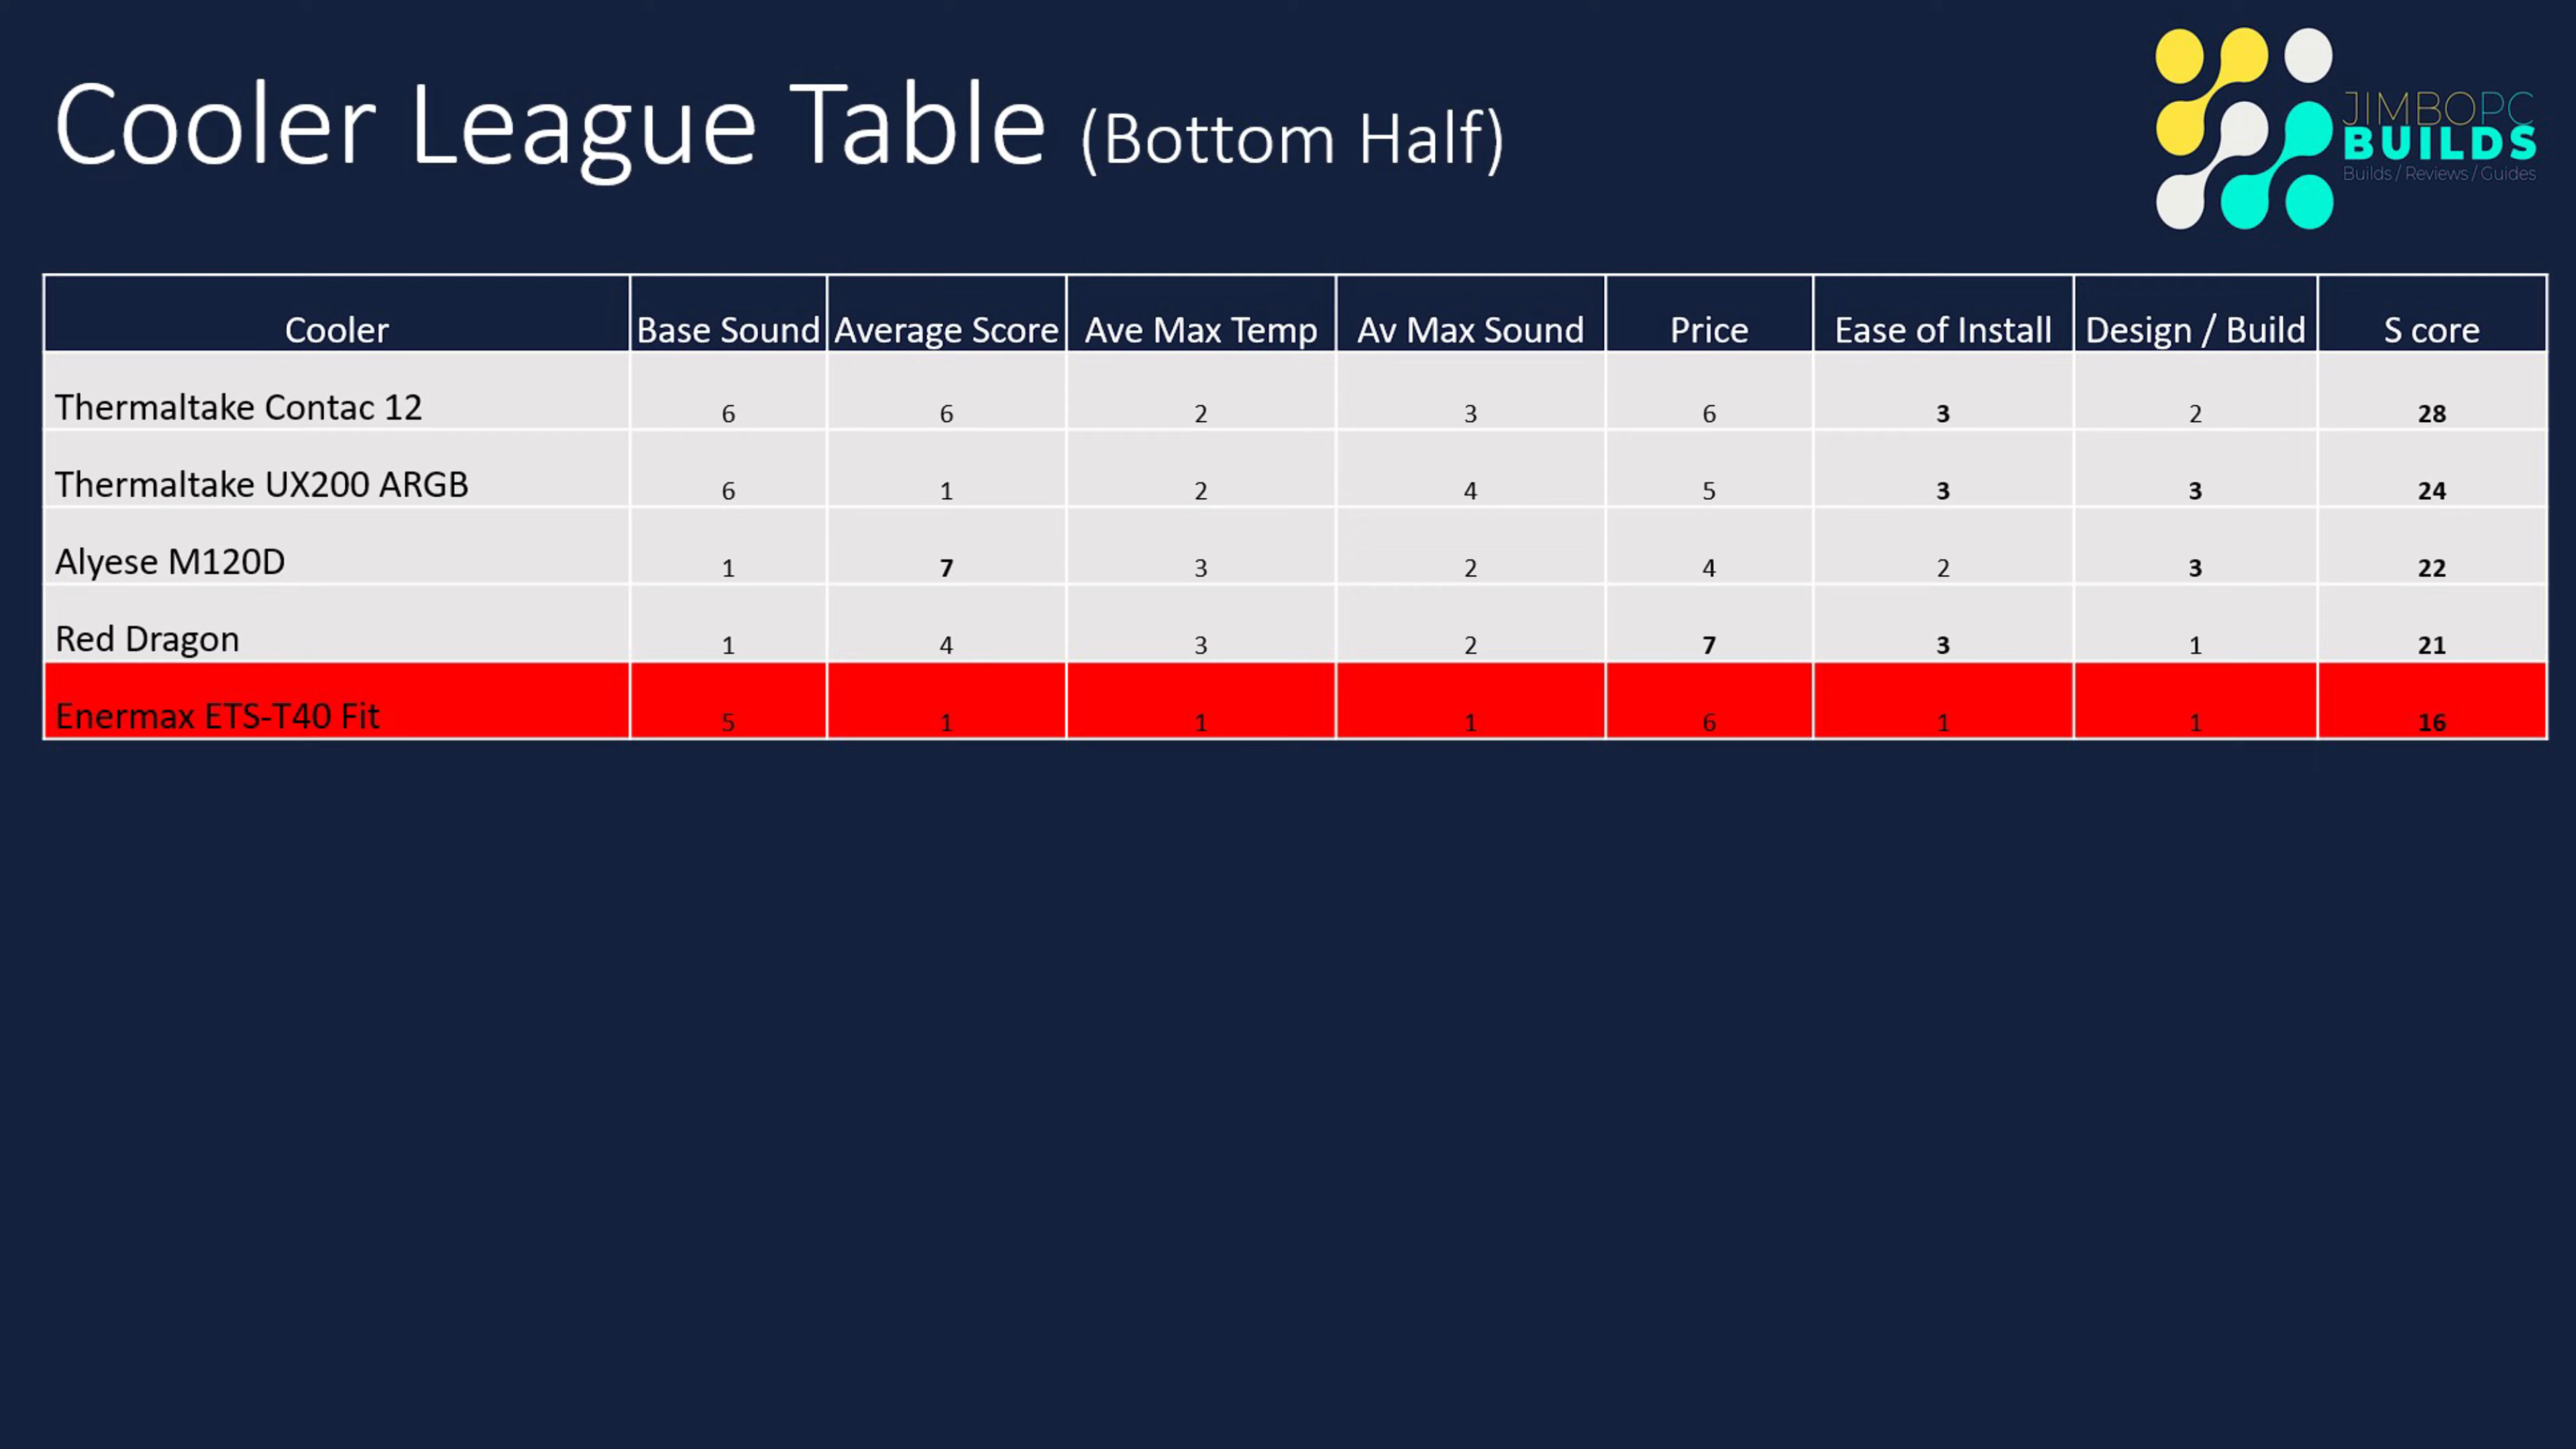 Cooler League Table (Bottom Half)
JIMBOPC
BUILDS
Builds / Reviews / Guides
Cooler Base Sound Average Score Ave Max Temp Av Max Sound Price Ease of Install Design / Build S core
Thermaltake Contac 12 6 6 2 3 6 3 2 28
Thermaltake UX200 ARGB 6 1 2 4 5 3 3 24
Alyese M120D 1 7 3 2 4 2 3 22
Red Dragon 1 4 3 2 7 3 1 21
Enermax ETS-T40 Fit 5 1 1 1 6 1 1 16